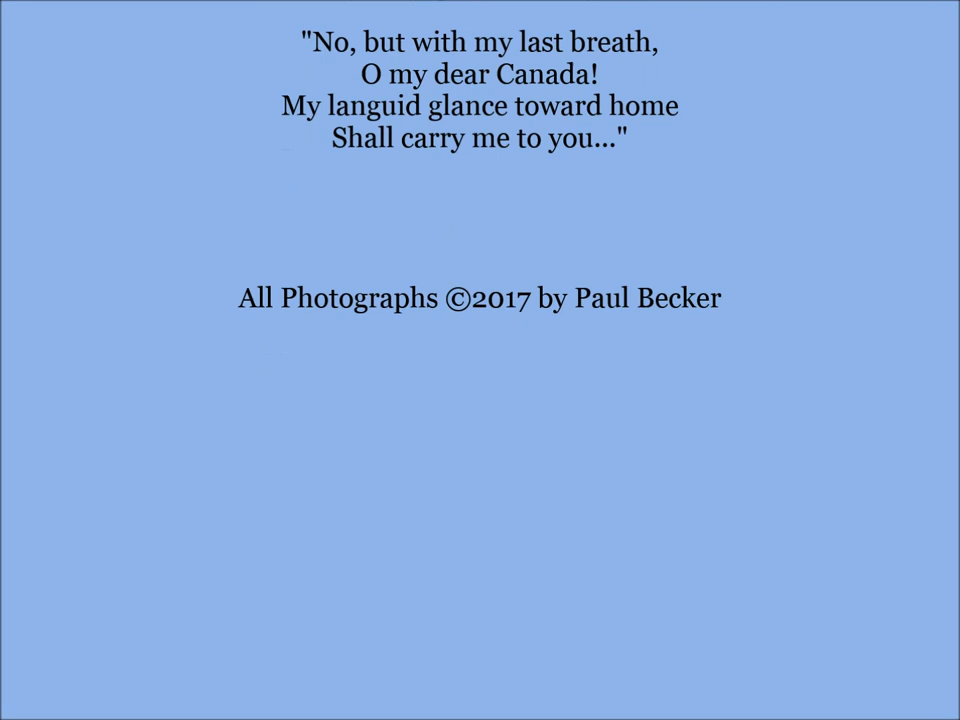 "No, but with my last breath,
O my dear Canada!
My languid glance toward home
Shall carry me to you..."
All Photographs ©2017 by Paul Becker